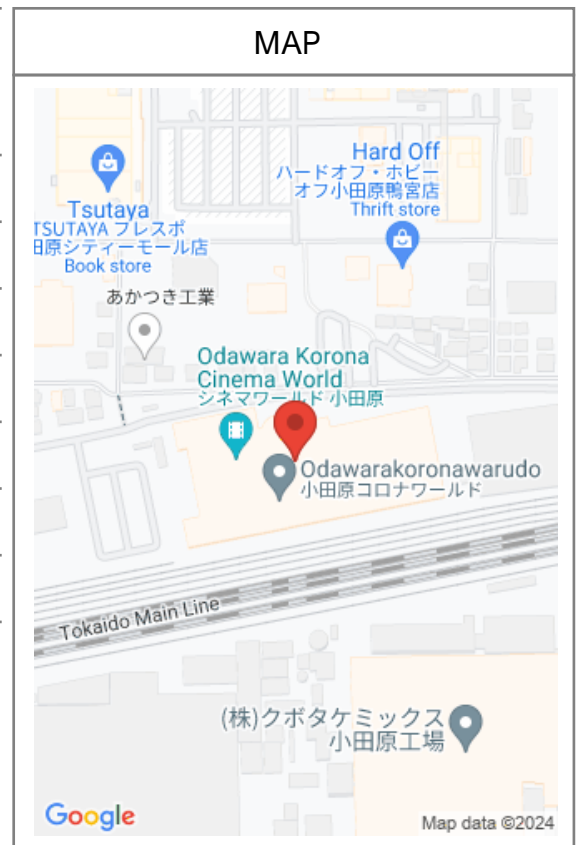 MAP
Hard Off
ハードオフ・ホビー
オフ小田原鴨宮店
Thrift store
Tsutaya
TSUTAYA フレスポ
田原シティーモール店
Book store
あかつき工業
Odawara Korona
Cinema World
シネマワールド 小田原
Odawarakoronawarudo
小田原コロナワールド
Tokaido Main Line
(株)クボタケミックス
小田原工場
Google
Map data ©2024